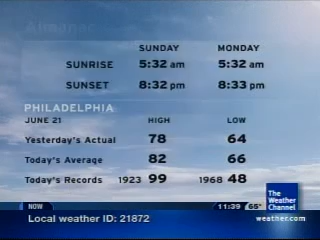 Almanac
SUNDAY MONDAY
SUNRISE 5:32 am 5:32 am
SUNSET 8:32 pm 8:33 pm
PHILADELPHIA
JUNE 21 HIGH LOW
Yesterday's Actual 78 64
Today's Average 82 66
Today's Records 1923 99 1968 48
The
Weather
Channel
NOW 11:39 65°
Local weather ID: 21872 weather.com